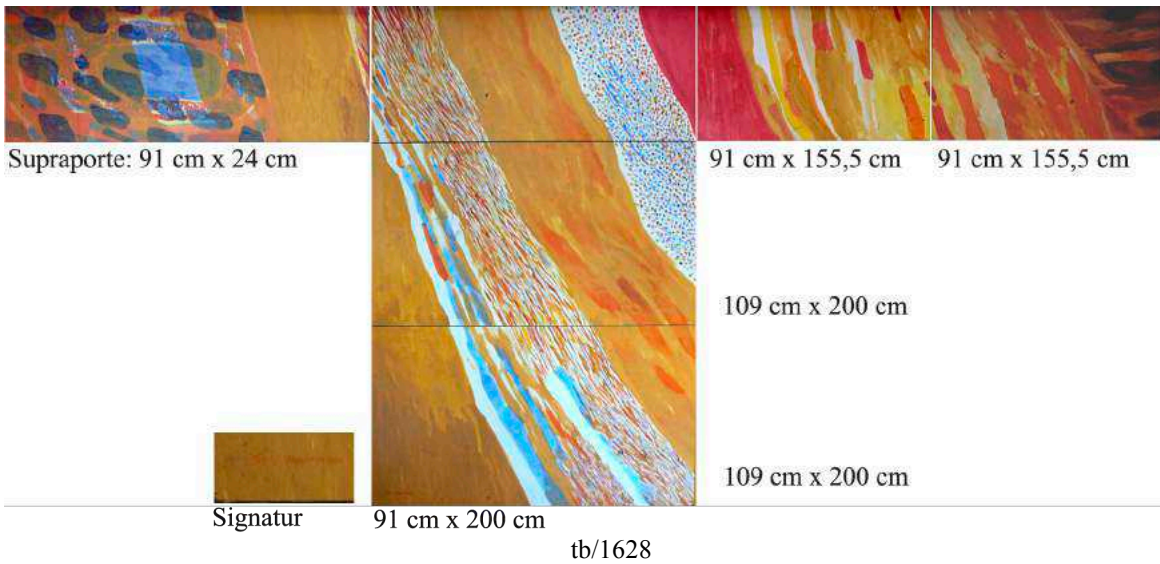 Supraporte: 91 cm x 24 cm
91 cm x 155,5 cm
91 cm x 155,5 cm
109 cm x 200 cm
109 cm x 200 cm
Signatur
91 cm x 200 cm
tb/1628